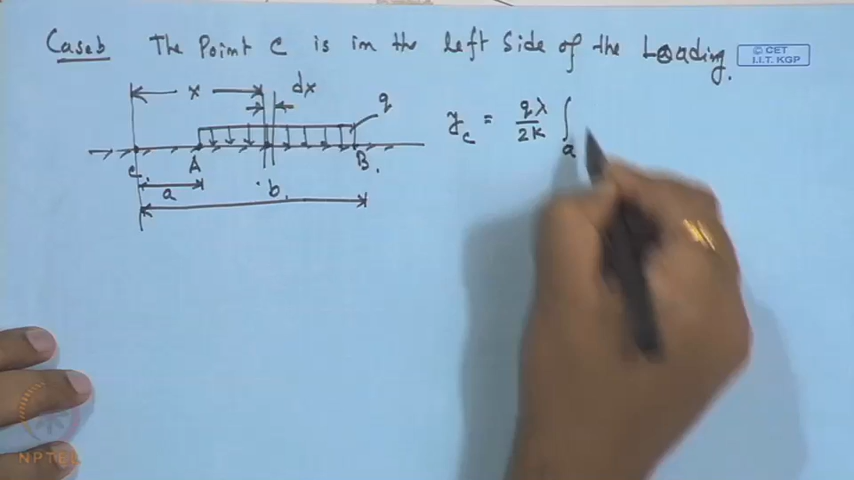 Case b The Point C is in the left Side of the Loading.
© CET
I.I.T. KGP
x dx q
y_c = qλ/2k ∫_a
C A B
a b
NPTEL